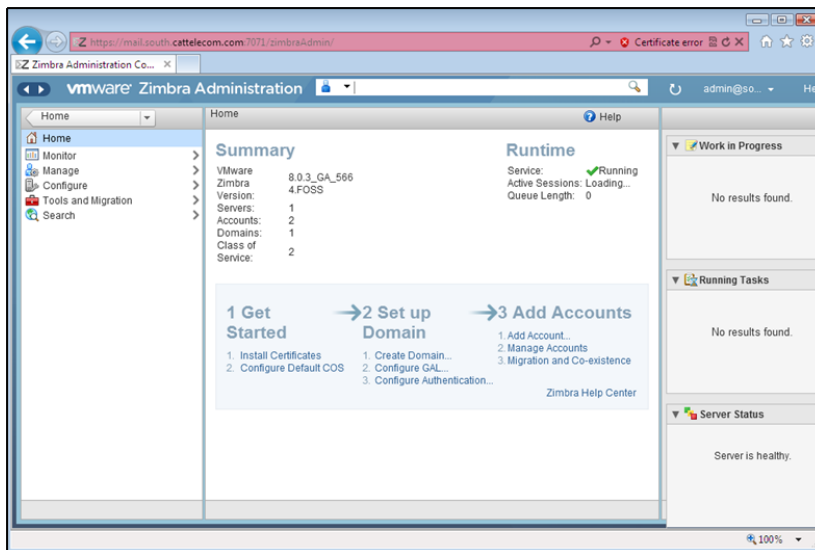 https://mail.south.cattelecom.com:7071/zimbraAdmin/
Certificate error
Zimbra Administration Co...
vmware Zimbra Administration
admin@so...
He
Home
Home
Help
Home
Monitor
Manage
Configure
Tools and Migration
Search
Summary
VMware
Zimbra 8.0.3_GA_566
Version: 4.FOSS
Servers: 1
Accounts: 2
Domains: 1
Class of
Service: 2
Runtime
Service: Running
Active Sessions: Loading...
Queue Length: 0
1 Get
Started
1. Install Certificates
2. Configure Default COS
2 Set up
Domain
1. Create Domain...
2. Configure GAL...
3. Configure Authentication...
3 Add Accounts
1. Add Account...
2. Manage Accounts
3. Migration and Co-existence
Zimbra Help Center
Work in Progress
No results found.
Running Tasks
No results found.
Server Status
Server is healthy.
100%